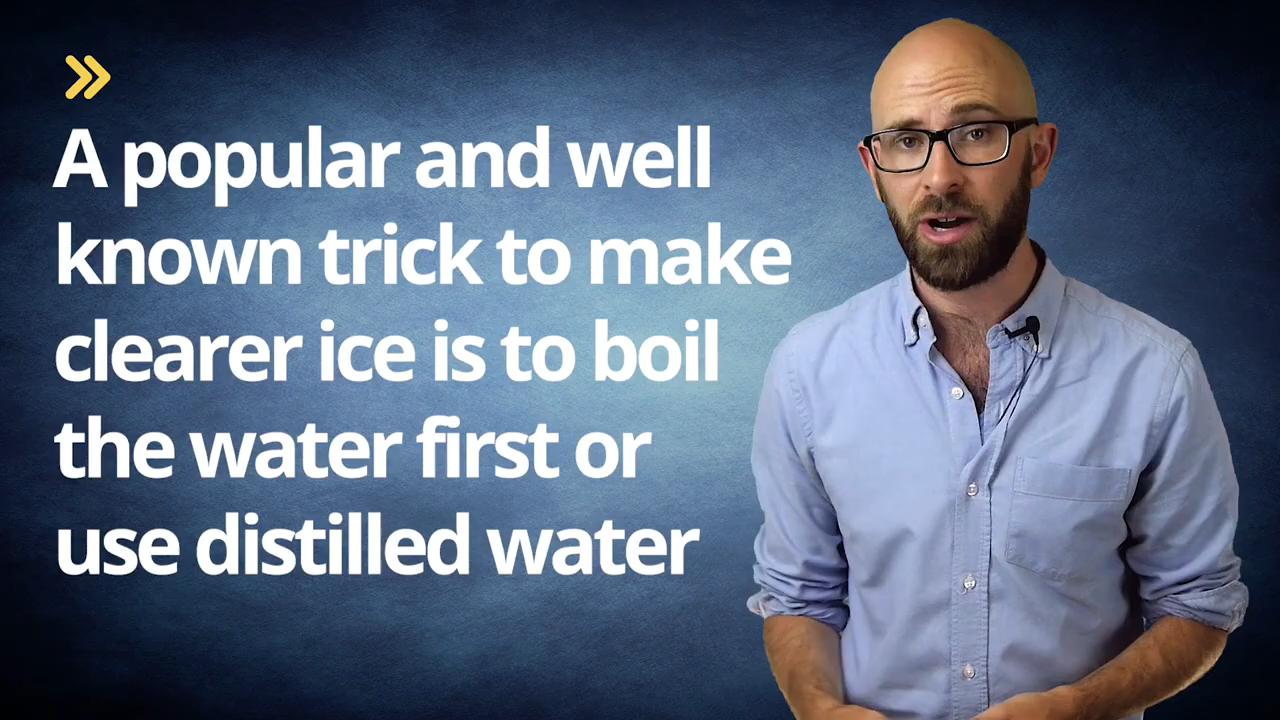 A popular and well
known trick to make
clearer ice is to boil
the water first or
use distilled water